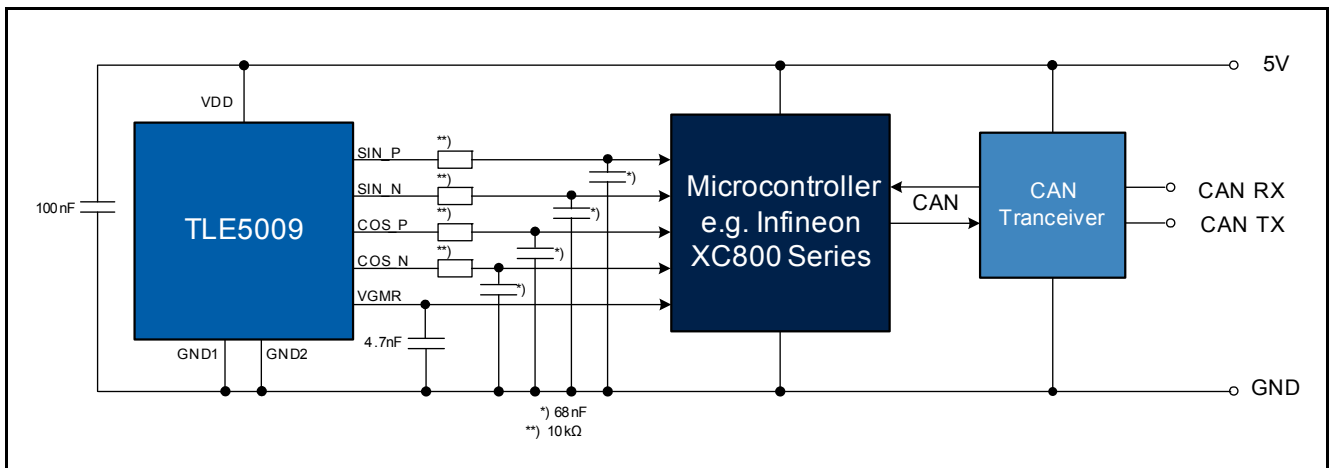 5V
VDD
**)
SIN_P
*)
**)
SIN_N
*)
**)
COS_P
*)
**)
COS_N
*)
VGMR
100nF
TLE5009
Microcontroller
e.g. Infineon
XC800 Series
CAN
CAN
Tranceiver
CAN RX
CAN TX
GND1
GND2
4.7nF
GND
*) 68nF
**) 10kΩ